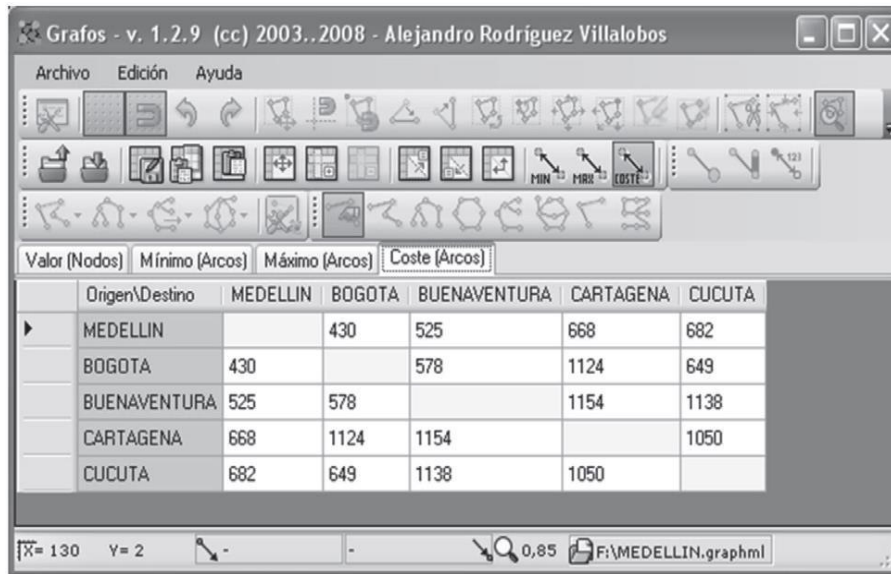 Grafos - v. 1.2.9 (cc) 2003..2008 - Alejandro Rodríguez Villalobos
Archivo Edición Ayuda
MIN MAX COSTE 123
Valor (Nodos) Mínimo (Arcos) Máximo (Arcos) Coste (Arcos)
Origen\Destino MEDELLIN BOGOTA BUENAVENTURA CARTAGENA CUCUTA
MEDELLIN 430 525 668 682
BOGOTA 430 578 1124 649
BUENAVENTURA 525 578 1154 1138
CARTAGENA 668 1124 1154 1050
CUCUTA 682 649 1138 1050
X= 130 Y= 2 - - 0,85 F:\MEDELLIN.graphml